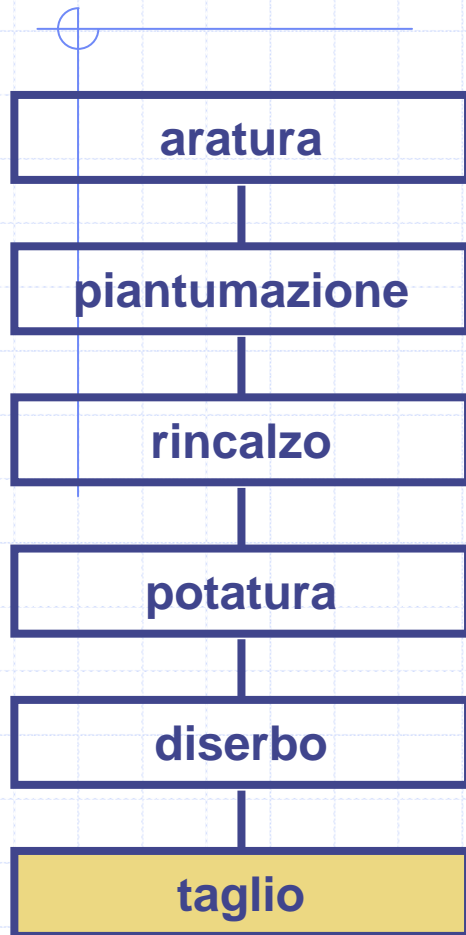 aratura
piantumazione
rincalzo
potatura
diserbo
taglio